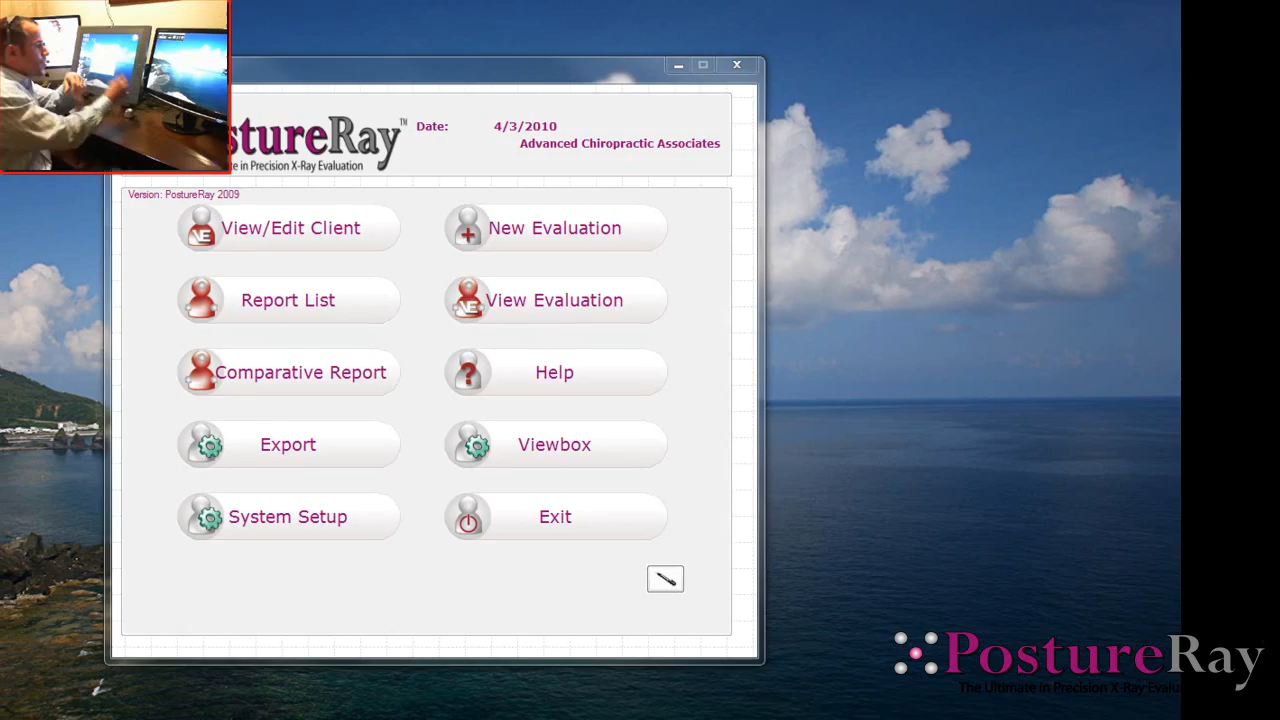 stureRay™
te in Precision X-Ray Evaluation
Date: 4/3/2010
Advanced Chiropractic Associates
Version: PostureRay 2009
View/Edit Client
New Evaluation
Report List
View Evaluation
Comparative Report
Help
Export
Viewbox
System Setup
Exit
PostureRay
The Ultimate in Precision X-Ray Evalu